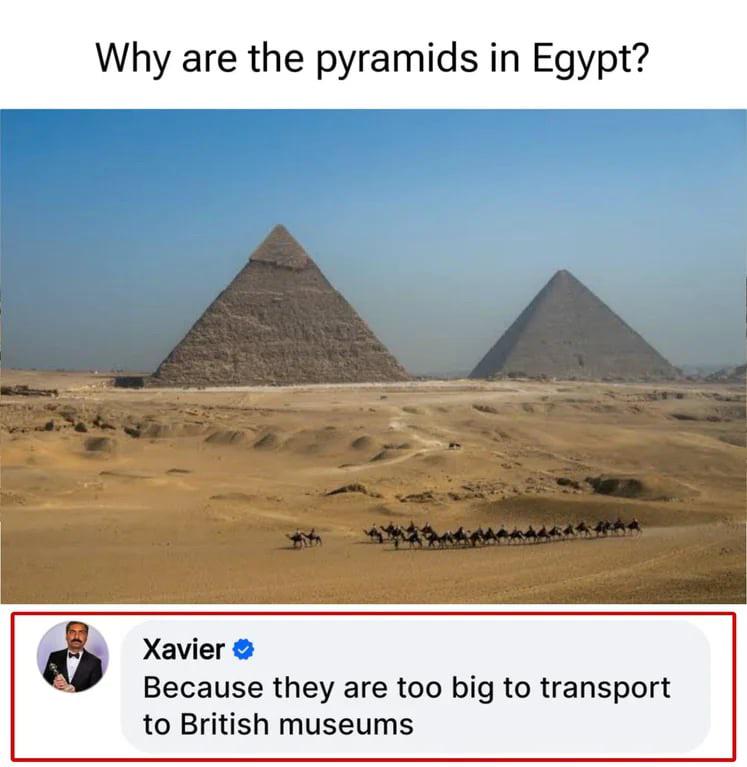 Why are the pyramids in Egypt?
Xavier
Because they are too big to transport
to British museums